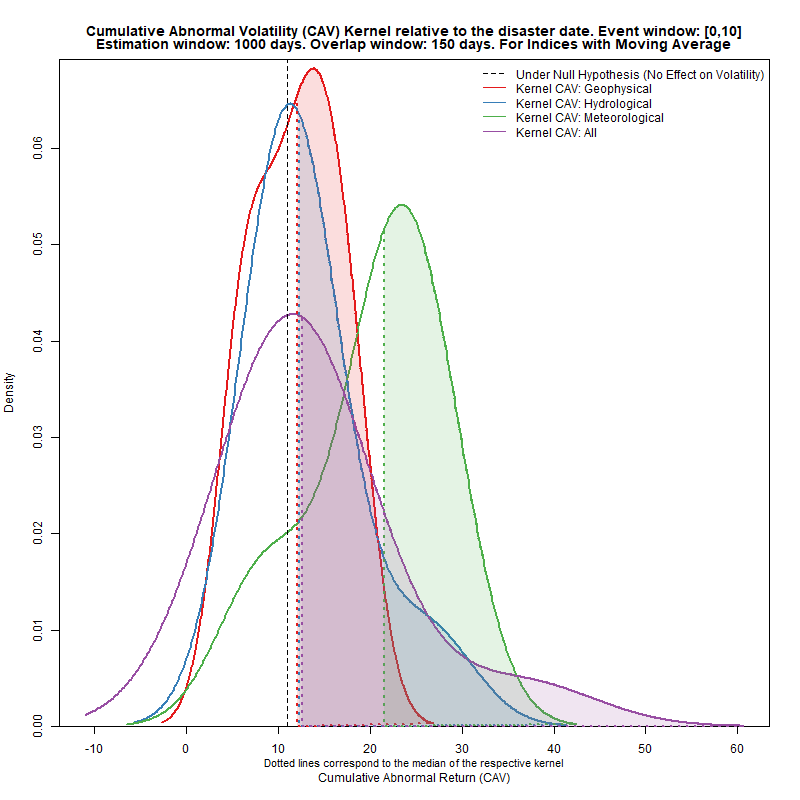 Cumulative Abnormal Volatility (CAV) Kernel relative to the disaster date. Event window: [0,10]
Estimation window: 1000 days. Overlap window: 150 days. For Indices with Moving Average
Under Null Hypothesis (No Effect on Volatility)
Kernel CAV: Geophysical
Kernel CAV: Hydrological
Kernel CAV: Meteorological
Kernel CAV: All
Density
0.06
0.05
0.04
0.03
0.02
0.01
0.00
-10 0 10 20 30 40 50 60
Dotted lines correspond to the median of the respective kernel
Cumulative Abnormal Return (CAV)